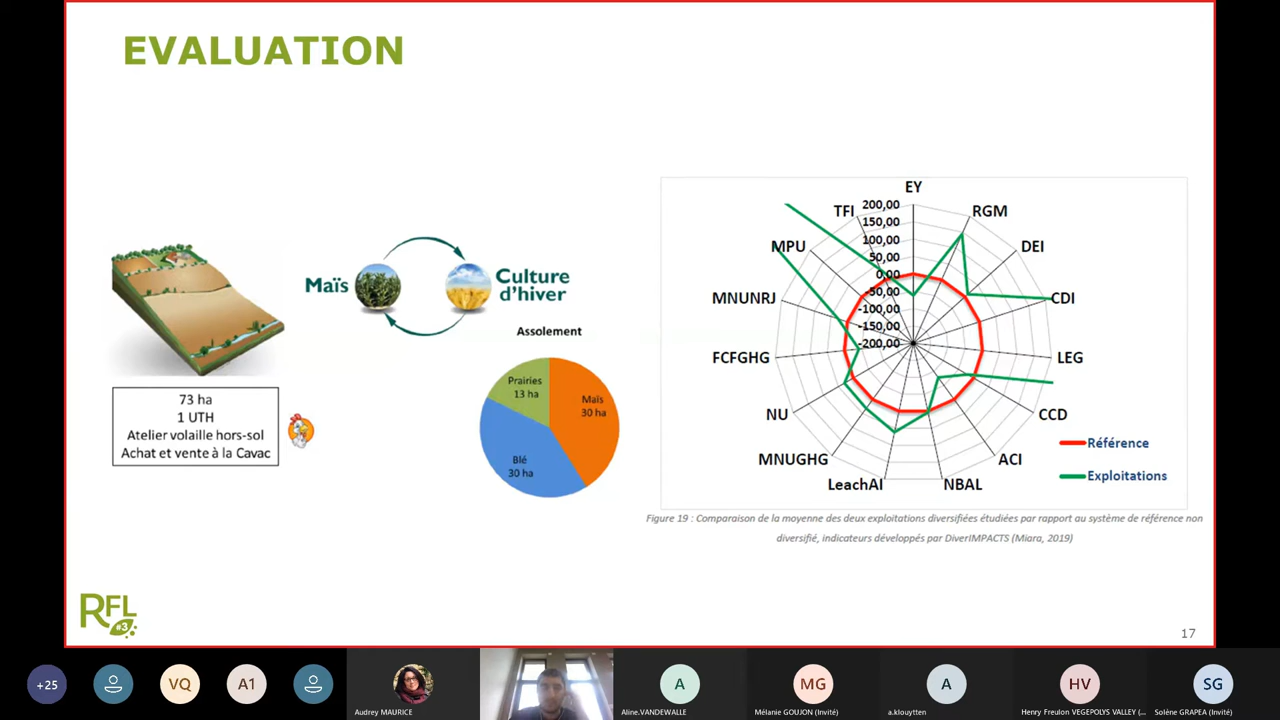 EVALUATION
Maïs
Culture
d'hiver
73 ha
1 UTH
Atelier volaille hors-sol
Achat et vente à la Cavac
Assolement
Prairies
13 ha
Maïs
30 ha
Blé
30 ha
EY
RGM
DEI
CDI
LEG
CCD
ACI
NBAL
LeachAI
MNUGHG
NU
FCFGHG
MNUNRJ
MPU
TFI
200,00
150,00
100,00
50,00
0,00
-50,00
-100,00
-150,00
-200,00
Référence
Exploitations
Figure 19 : Comparaison de la moyenne des deux exploitations diversifiées étudiées par rapport au système de référence non
diversifié, indicateurs développés par DiverIMPACTS (Miara, 2019)
RFL
#3
17
+25
VQ
A1
Audrey MAURICE
A
Aline.VANDEWALLE
MG
Mélanie GOUJON (Invité)
A
a.klouytten
HV
Henry Freulon VEGEPOLYS VALLEY (...
SG
Solène GRAPEA (Invité)